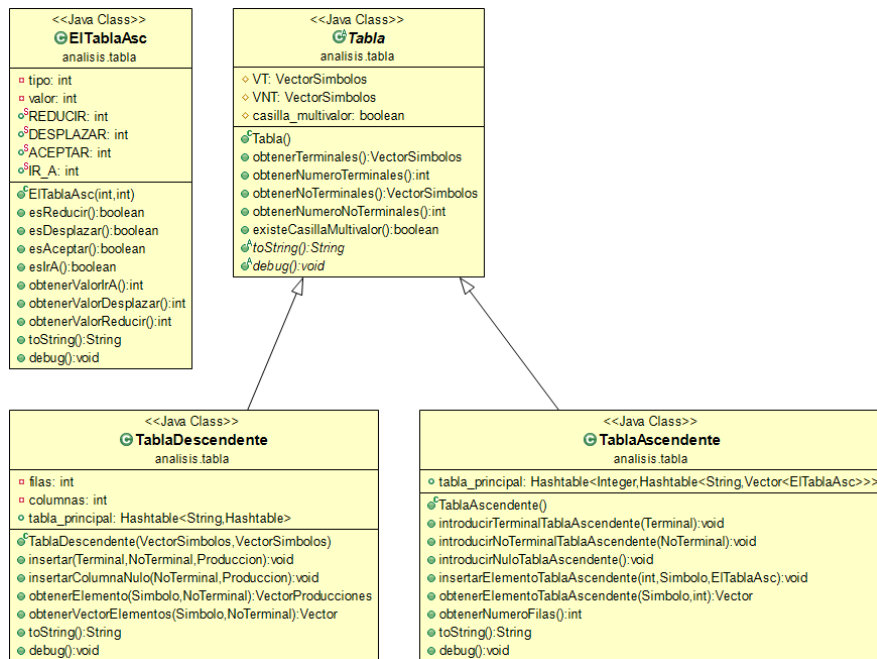 <<Java Class>>
ElTablaAsc
analisis.tabla
tipo: int
valor: int
REDUCIR: int
DESPLAZAR: int
ACEPTAR: int
IR_A: int
ElTablaAsc(int,int)
esReducir():boolean
esDesplazar():boolean
esAceptar():boolean
esIrA():boolean
obtenerValorIrA():int
obtenerValorDesplazar():int
obtenerValorReducir():int
toString():String
debug():void
<<Java Class>>
Tabla
analisis.tabla
VT: VectorSimbolos
VNT: VectorSimbolos
casilla_multivalor: boolean
Tabla()
obtenerTerminales():VectorSimbolos
obtenerNumeroTerminales():int
obtenerNoTerminales():VectorSimbolos
obtenerNumeroNoTerminales():int
existeCasillaMultivalor():boolean
toString():String
debug():void
<<Java Class>>
TablaDescendente
analisis.tabla
filas: int
columnas: int
tabla_principal: Hashtable<String,Hashtable>
TablaDescendente(VectorSimbolos,VectorSimbolos)
insertar(Terminal,NoTerminal,Produccion):void
insertarColumnaNulo(NoTerminal,Produccion):void
obtenerElemento(Simbolo,NoTerminal):VectorProducciones
obtenerVectorElementos(Simbolo,NoTerminal):Vector
toString():String
debug():void
<<Java Class>>
TablaAscendente
analisis.tabla
tabla_principal: Hashtable<Integer,Hashtable<String,Vector<ElTablaAsc>>>
TablaAscendente()
introducirTerminalTablaAscendente(Terminal):void
introducirNoTerminalTablaAscendente(NoTerminal):void
introducirNuloTablaAscendente():void
insertarElementoTablaAscendente(int,Simbolo,ElTablaAsc):void
obtenerElementoTablaAscendente(Simbolo,int):Vector
obtenerNumeroFilas():int
toString():String
debug():void